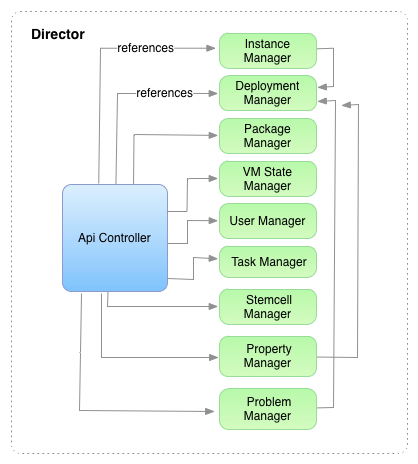 Director
references
Instance
Manager
references
Deployment
Manager
Package
Manager
VM State
Manager
Api Controller
User Manager
Task Manager
Stemcell
Manager
Property
Manager
Problem
Manager